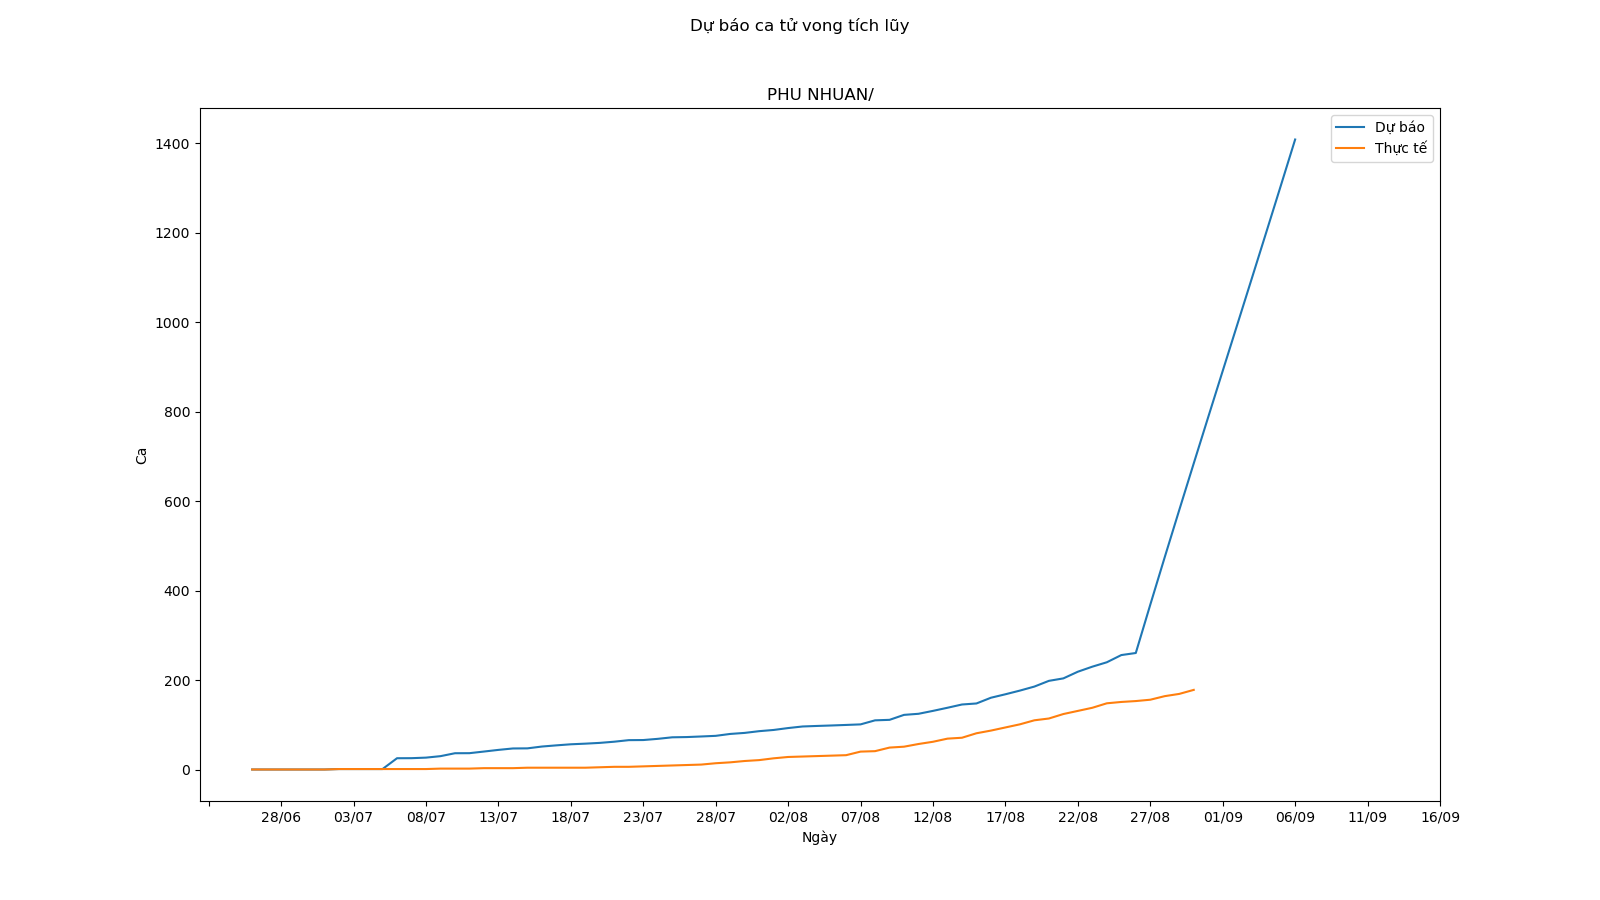 Dự báo ca tử vong tích lũy
PHU NHUAN/
Dự báo
Thực tế
1400
1200
1000
800
600
400
200
0
Ca
28/06 03/07 08/07 13/07 18/07 23/07 28/07 02/08 07/08 12/08 17/08 22/08 27/08 01/09 06/09 11/09 16/09
Ngày